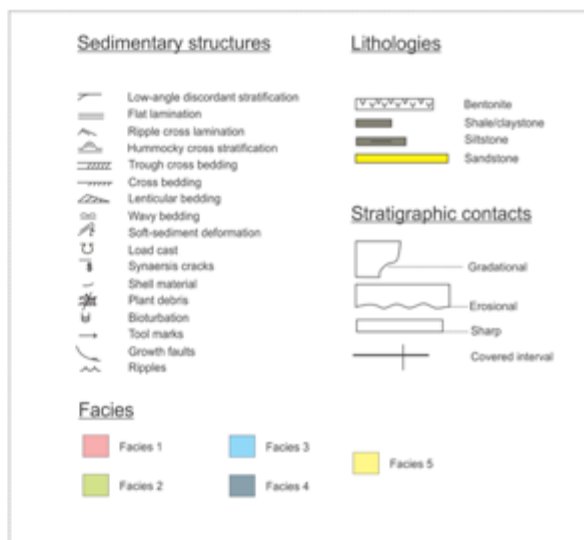 Sedimentary structures
Low-angle discordant stratification
Flat lamination
Ripple cross lamination
Hummocky cross stratification
Trough cross bedding
Cross bedding
Lenticular bedding
Wavy bedding
Soft-sediment deformation
Load cast
Synaersis cracks
Shell material
Plant debris
Bioturbation
Tool marks
Growth faults
Ripples
Lithologies
Bentonite
Shale/claystone
Siltstone
Sandstone
Stratigraphic contacts
Gradational
Erosional
Sharp
Covered interval
Facies
Facies 1
Facies 2
Facies 3
Facies 4
Facies 5